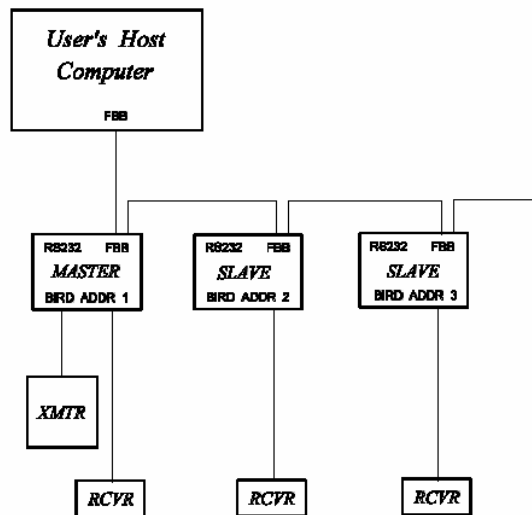 User's Host
Computer
FBB
RS232 FBB
MASTER
BIRD ADDR 1
RS232 FBB
SLAVE
BIRD ADDR 2
RS232 FBB
SLAVE
BIRD ADDR 3
XMTR
RCVR
RCVR
RCVR